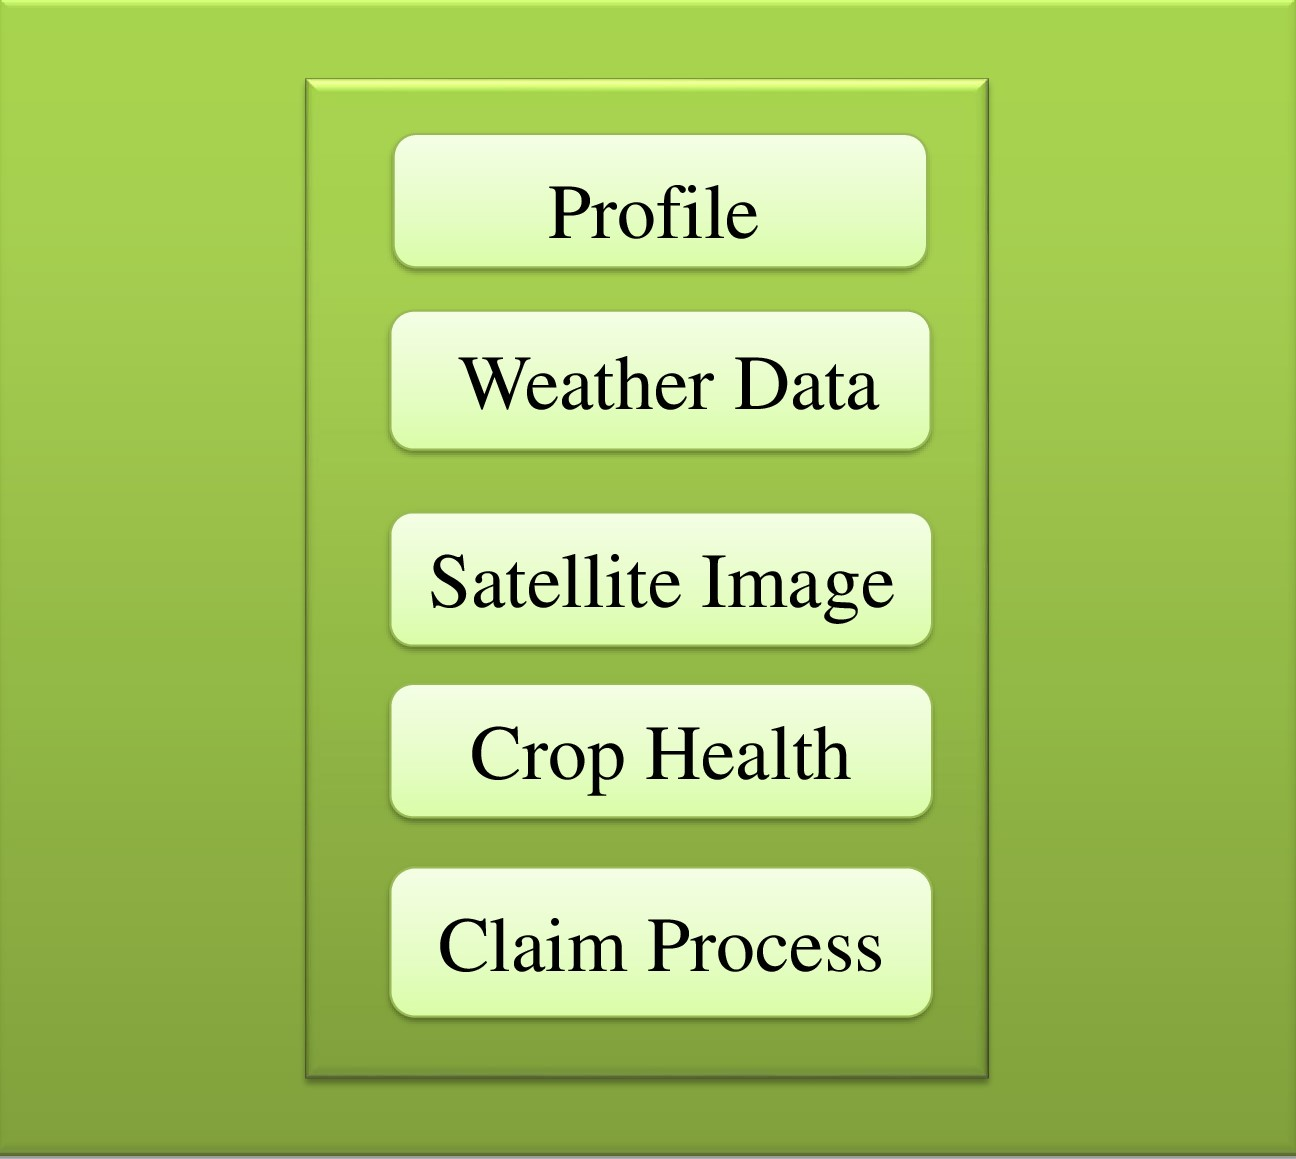 Profile
Weather Data
Satellite Image
Crop Health
Claim Process